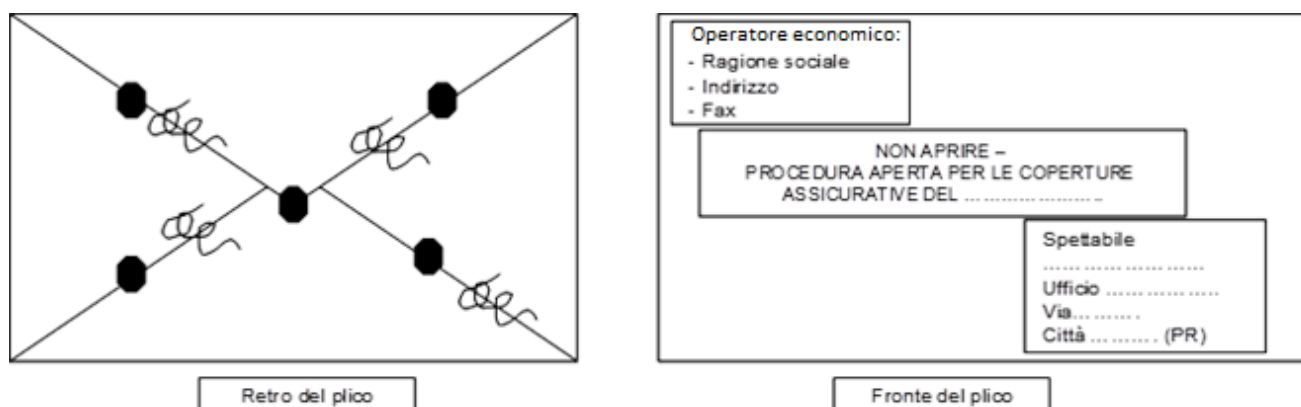 Operatore economico:
- Ragione sociale
- Indirizzo
- Fax
NON APRIRE –
PROCEDURA APERTA PER LE COPERTURE
ASSICURATIVE DEL …………………..
Spettabile
……………………
Ufficio ……………..
Via……… .
Città ……… . (PR)
Retro del plico
Fronte del plico